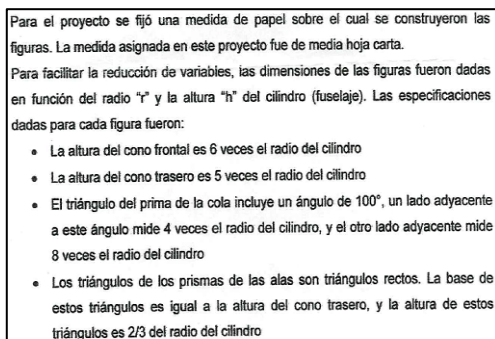 Para el proyecto se fijó una medida de papel sobre el cual se construyeron las
figuras. La medida asignada en este proyecto fue de media hoja carta.
Para facilitar la reducción de variables, las dimensiones de las figuras fueron dadas
en función del radio "r" y la altura "h" del cilindro (fuselaje). Las especificaciones
dadas para cada figura fueron:
• La altura del cono frontal es 6 veces el radio del cilindro
• La altura del cono trasero es 5 veces el radio del cilindro
• El triángulo del prima de la cola incluye un ángulo de 100°, un lado adyacente
a este ángulo mide 4 veces el radio del cilindro, y el otro lado adyacente mide
8 veces el radio del cilindro
• Los triángulos de los prismas de las alas son triángulos rectos. La base de
estos triángulos es igual a la altura del cono trasero, y la altura de estos
triángulos es 2/3 del radio del cilindro